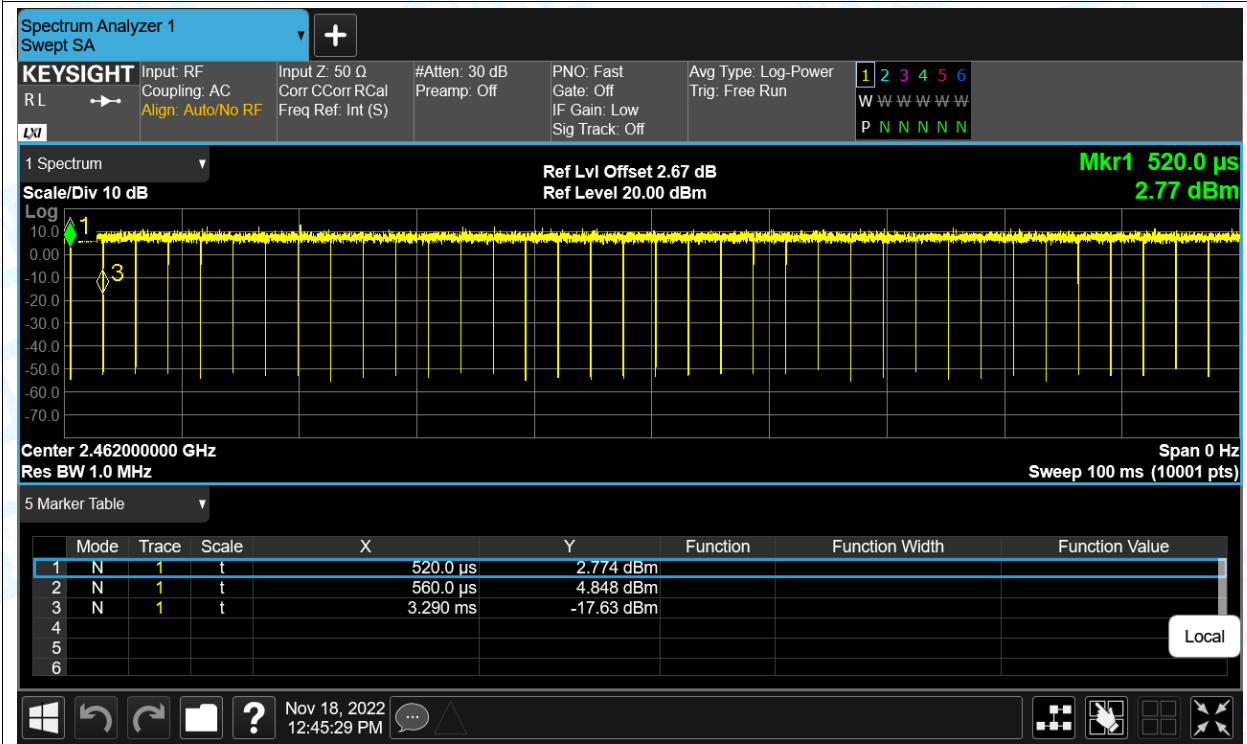 Spectrum Analyzer 1
Swept SA
KEYSIGHT Input: RF Input Z: 50 Ω #Atten: 30 dB PNO: Fast Avg Type: Log-Power 1 2 3 4 5 6
R L Coupling: AC Corr CCorr RCal Preamp: Off Gate: Off Trig: Free Run W W W W W W
Align: Auto/No RF Freq Ref: Int (S) IF Gain: Low
LXI Sig Track: Off P N N N N N
1 Spectrum Ref Lvl Offset 2.67 dB Mkr1 520.0 µs
Scale/Div 10 dB Ref Level 20.00 dBm 2.77 dBm
Log
1
10.0
0.00
3
-10.0
-20.0
-30.0
-40.0
-50.0
-60.0
-70.0
Center 2.462000000 GHz Span 0 Hz
Res BW 1.0 MHz Sweep 100 ms (10001 pts)
5 Marker Table
Mode Trace Scale X Y Function Function Width Function Value
1 N 1 t 520.0 µs 2.774 dBm
2 N 1 t 560.0 µs 4.848 dBm
3 N 1 t 3.290 ms -17.63 dBm
4
5
6
Local
? Nov 18, 2022
12:45:29 PM